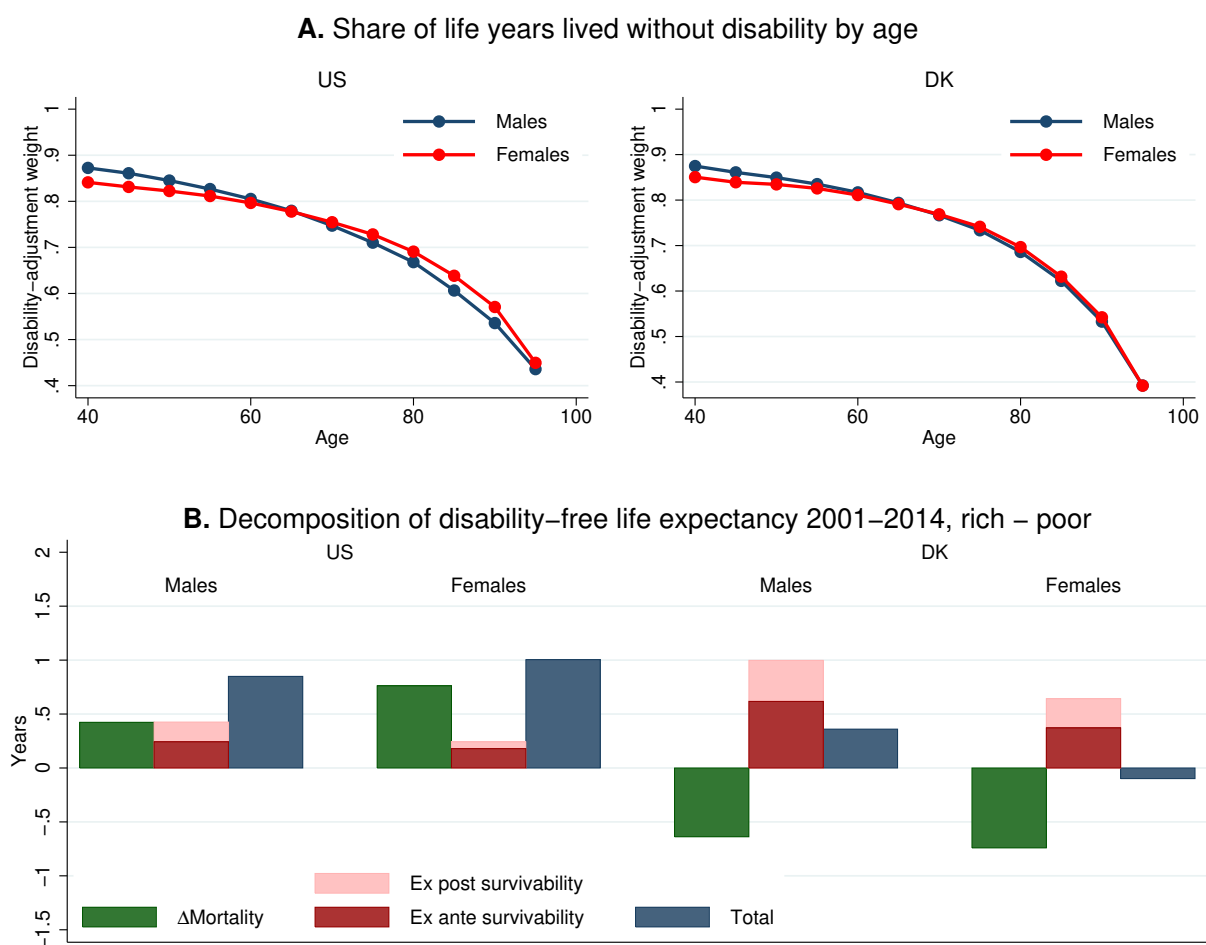 A. Share of life years lived without disability by age
US
Disability−adjustment weight
1
.9
.8
.7
.6
.5
.4
40
60
80
100
Age
Males
Females
DK
Disability−adjustment weight
1
.9
.8
.7
.6
.5
.4
40
60
80
100
Age
Males
Females
B. Decomposition of disability−free life expectancy 2001−2014, rich − poor
US
DK
Males
Females
Males
Females
Years
2
1.5
1
.5
0
−.5
−1
−1.5
Ex post survivability
ΔMortality
Ex ante survivability
Total